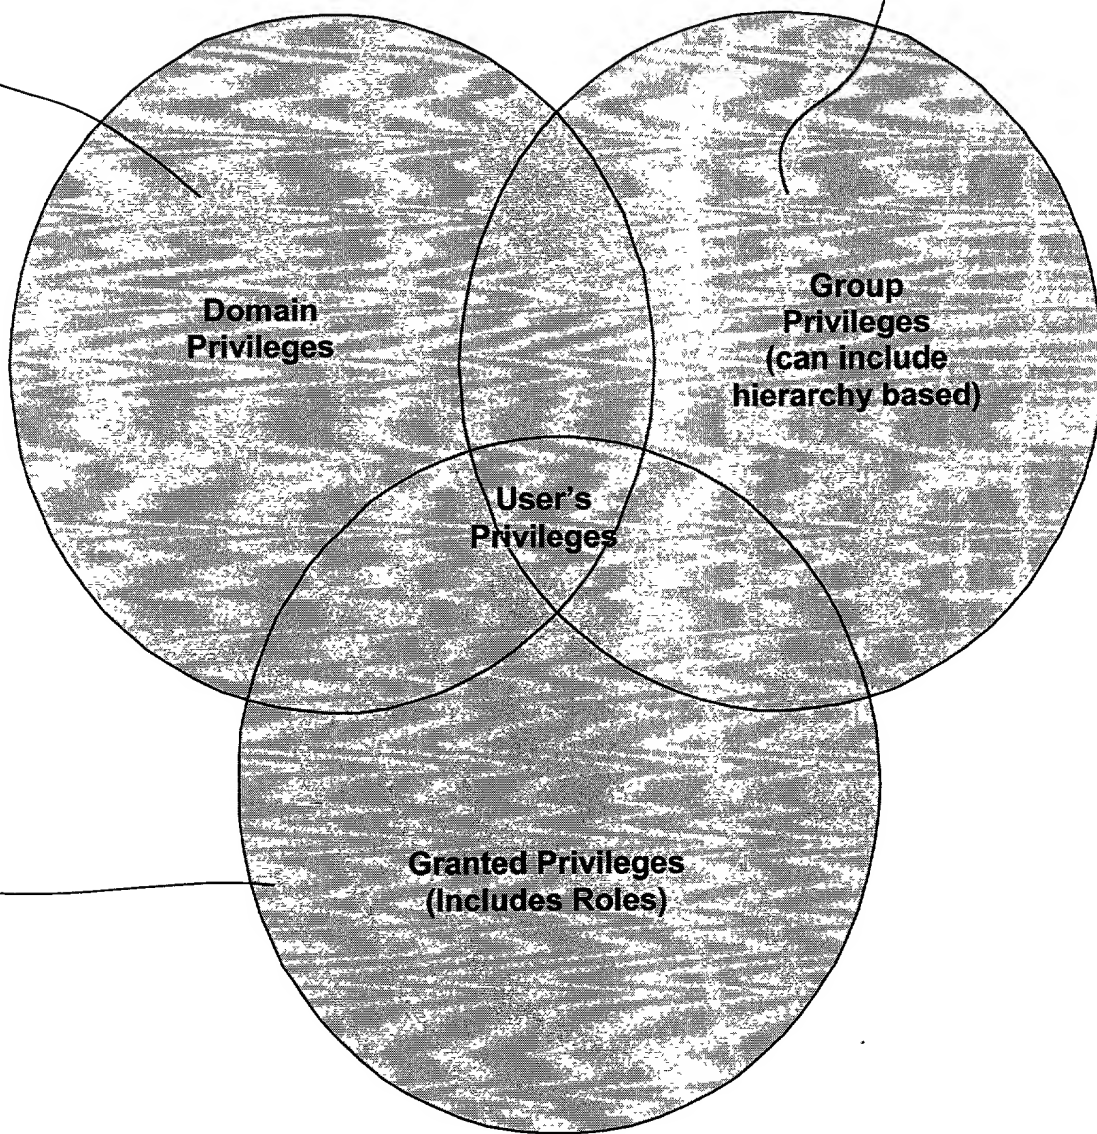 Domain
Privileges
Group
Privileges
(can include
hierarchy based)
User's
Privileges
Granted Privileges
(Includes Roles)